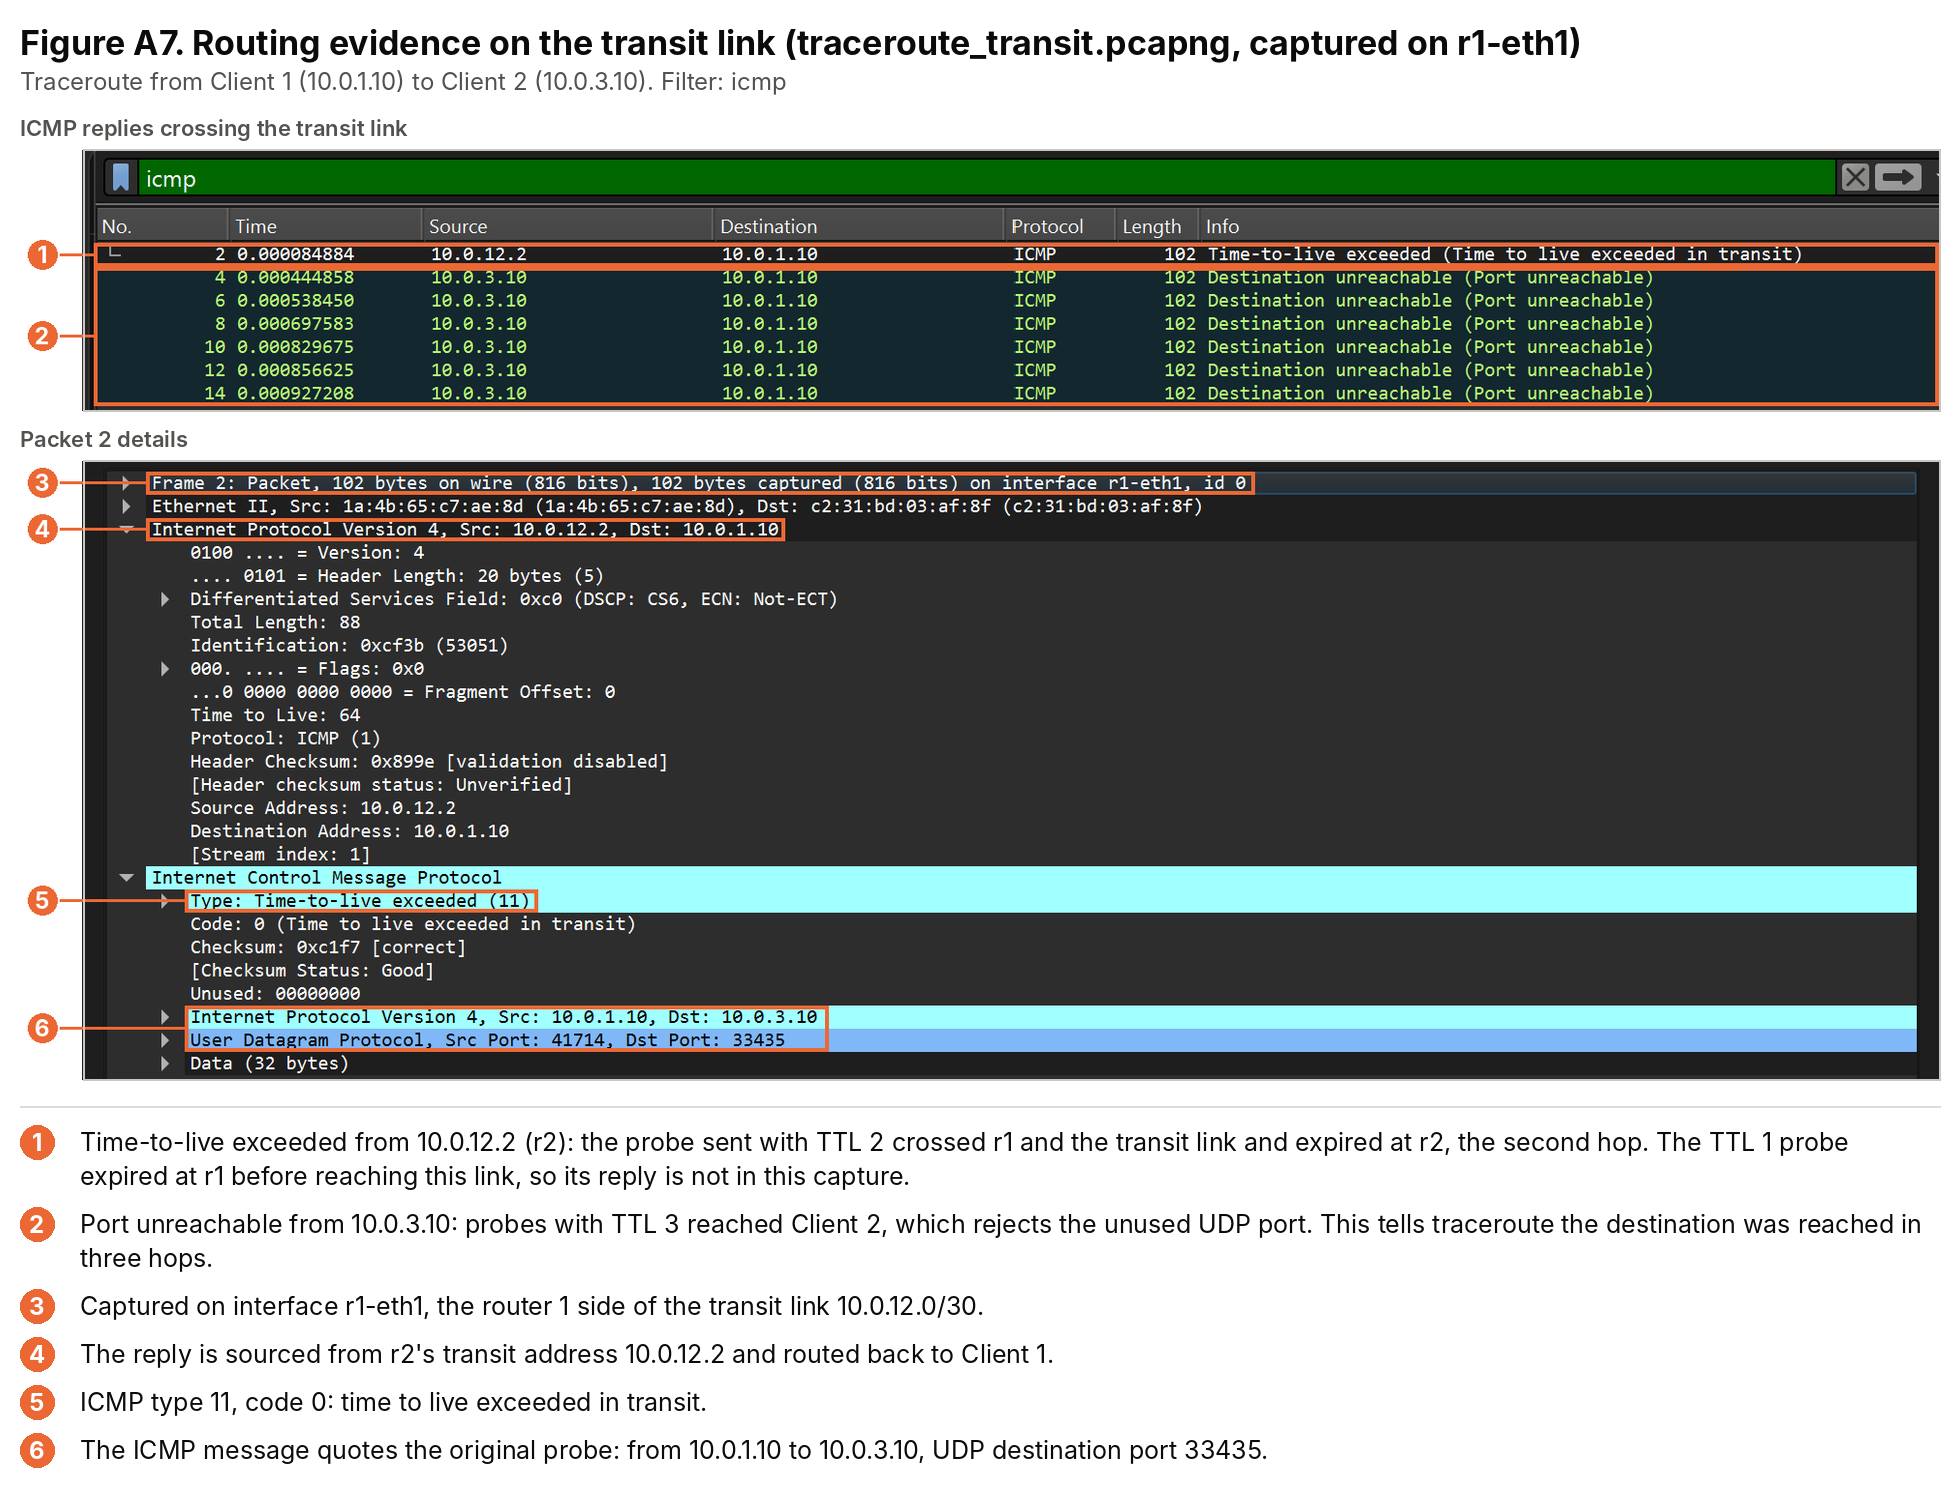 Figure A7. Routing evidence on the transit link (traceroute_transit.pcapng, captured on r1-eth1)
Traceroute from Client 1 (10.0.1.10) to Client 2 (10.0.3.10). Filter: icmp
ICMP replies crossing the transit link
icmp
No. Time Source Destination Protocol Length Info
1
2 0.000084884 10.0.12.2 10.0.1.10 ICMP 102 Time-to-live exceeded (Time to live exceeded in transit)
4 0.000444858 10.0.3.10 10.0.1.10 ICMP 102 Destination unreachable (Port unreachable)
6 0.000538450 10.0.3.10 10.0.1.10 ICMP 102 Destination unreachable (Port unreachable)
8 0.000697583 10.0.3.10 10.0.1.10 ICMP 102 Destination unreachable (Port unreachable)
2
10 0.000829675 10.0.3.10 10.0.1.10 ICMP 102 Destination unreachable (Port unreachable)
12 0.000856625 10.0.3.10 10.0.1.10 ICMP 102 Destination unreachable (Port unreachable)
14 0.000927208 10.0.3.10 10.0.1.10 ICMP 102 Destination unreachable (Port unreachable)
Packet 2 details
3
Frame 2: Packet, 102 bytes on wire (816 bits), 102 bytes captured (816 bits) on interface r1-eth1, id 0
Ethernet II, Src: 1a:4b:65:c7:ae:8d (1a:4b:65:c7:ae:8d), Dst: c2:31:bd:03:af:8f (c2:31:bd:03:af:8f)
4
Internet Protocol Version 4, Src: 10.0.12.2, Dst: 10.0.1.10
0100 .... = Version: 4
.... 0101 = Header Length: 20 bytes (5)
Differentiated Services Field: 0xc0 (DSCP: CS6, ECN: Not-ECT)
Total Length: 88
Identification: 0xcf3b (53051)
000. .... = Flags: 0x0
...0 0000 0000 0000 = Fragment Offset: 0
Time to Live: 64
Protocol: ICMP (1)
Header Checksum: 0x899e [validation disabled]
[Header checksum status: Unverified]
Source Address: 10.0.12.2
Destination Address: 10.0.1.10
[Stream index: 1]
Internet Control Message Protocol
5
Type: Time-to-live exceeded (11)
Code: 0 (Time to live exceeded in transit)
Checksum: 0xc1f7 [correct]
[Checksum Status: Good]
Unused: 00000000
6
Internet Protocol Version 4, Src: 10.0.1.10, Dst: 10.0.3.10
User Datagram Protocol, Src Port: 41714, Dst Port: 33435
Data (32 bytes)
1 Time-to-live exceeded from 10.0.12.2 (r2): the probe sent with TTL 2 crossed r1 and the transit link and expired at r2, the second hop. The TTL 1 probe
expired at r1 before reaching this link, so its reply is not in this capture.
2 Port unreachable from 10.0.3.10: probes with TTL 3 reached Client 2, which rejects the unused UDP port. This tells traceroute the destination was reached in
three hops.
3 Captured on interface r1-eth1, the router 1 side of the transit link 10.0.12.0/30.
4 The reply is sourced from r2's transit address 10.0.12.2 and routed back to Client 1.
5 ICMP type 11, code 0: time to live exceeded in transit.
6 The ICMP message quotes the original probe: from 10.0.1.10 to 10.0.3.10, UDP destination port 33435.